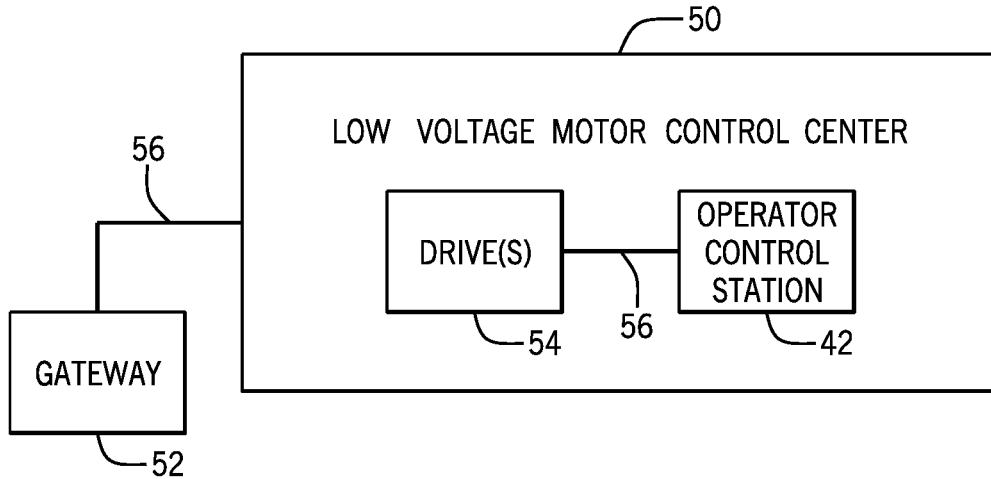 50
LOW VOLTAGE MOTOR CONTROL CENTER
56
DRIVE(S)
OPERATOR
CONTROL
STATION
56
54
42
GATEWAY
52